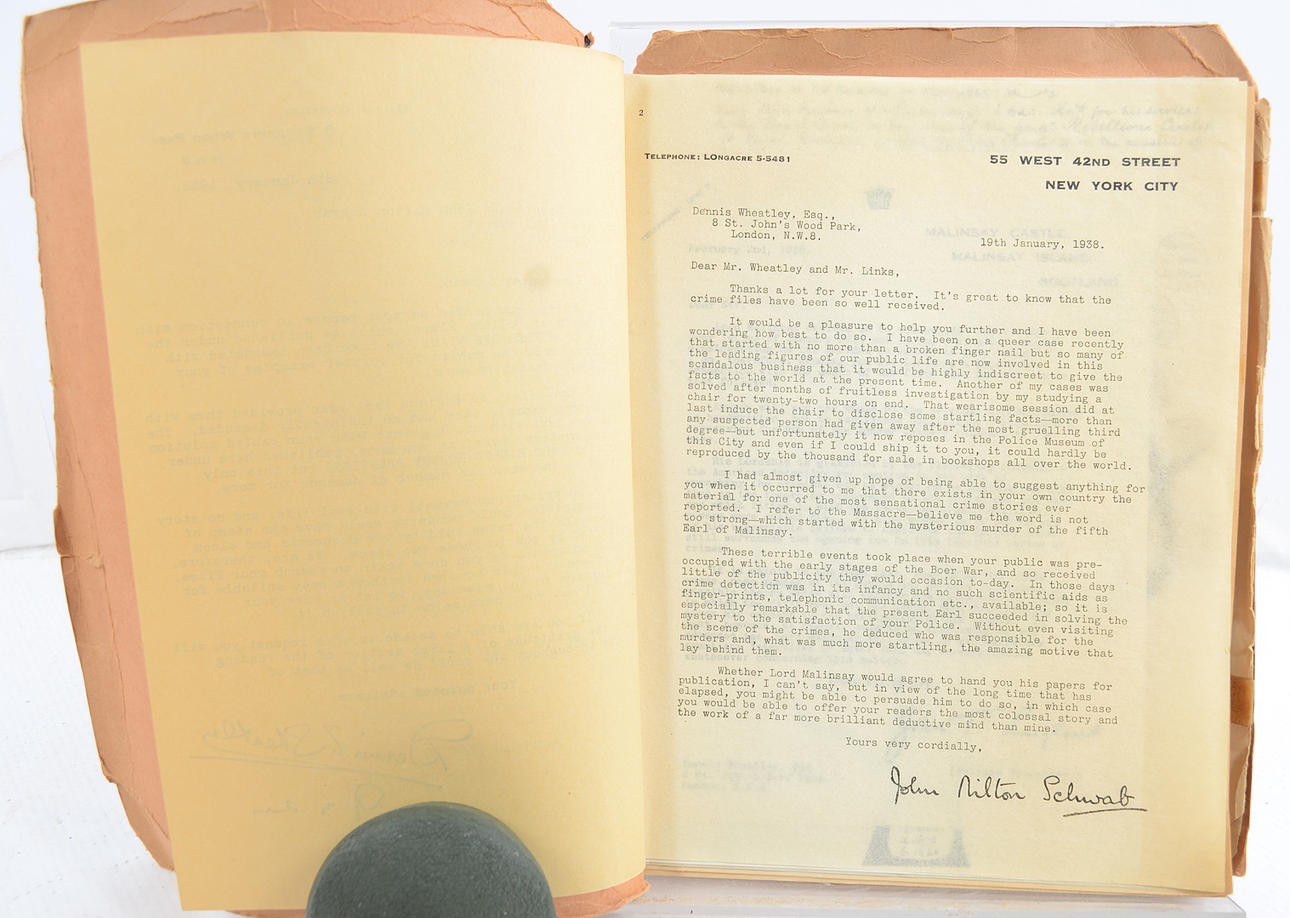 2
TELEPHONE: LONGACRE 5-5481
55 WEST 42ND STREET
NEW YORK CITY
Dennis Wheatley, Esq.,
8 St. John's Wood Park,
London, N.W.8.
19th January, 1938.
Dear Mr. Wheatley and Mr. Links,
Thanks a lot for your letter. It's great to know that the
crime files have been so well received.
It would be a pleasure to help you further and I have been
wondering how best to do so. I have been on a queer case recently
that started with no more than a broken finger nail but so many of
the leading figures of our public life are now involved in this
scandalous business that it would be highly indiscreet to give the
facts to the world at the present time. Another of my cases was
solved after months of fruitless investigation by my studying a
chair for twenty-two hours on end. That wearisome session did at
last induce the chair to disclose some startling facts—more than
any suspected person had given away after the most gruelling third
degree—but unfortunately it now reposes in the Police Museum of
this City and even if I could ship it to you, it could hardly be
reproduced by the thousand for sale in bookshops all over the world.
I had almost given up hope of being able to suggest anything for
you when it occurred to me that there exists in your own country the
material for one of the most sensational crime stories ever
reported. I refer to the Massacre—believe me the word is not
too strong—which started with the mysterious murder of the fifth
Earl of Malinsay.
These terrible events took place when your public was pre-
occupied with the early stages of the Boer War, and so received
little of the publicity they would occasion to-day. In those days
crime detection was in its infancy and no such scientific aids as
finger-prints, telephonic communication etc., available; so it is
especially remarkable that the present Earl succeeded in solving the
mystery to the satisfaction of your Police. Without even visiting
the scene of the crimes, he deduced who was responsible for the
murders and, what was much more startling, the amazing motive that
lay behind them.
Whether Lord Malinsay would agree to hand you his papers for
publication, I can't say, but in view of the long time that has
elapsed, you might be able to persuade him to do so, in which case
you would be able to offer your readers the most colossal story and
the work of a far more brilliant deductive mind than mine.
Yours very cordially,
John Milton Schwab
MALINSAY CASTLE,
MALINSAY ISLAND,
SCOTLAND